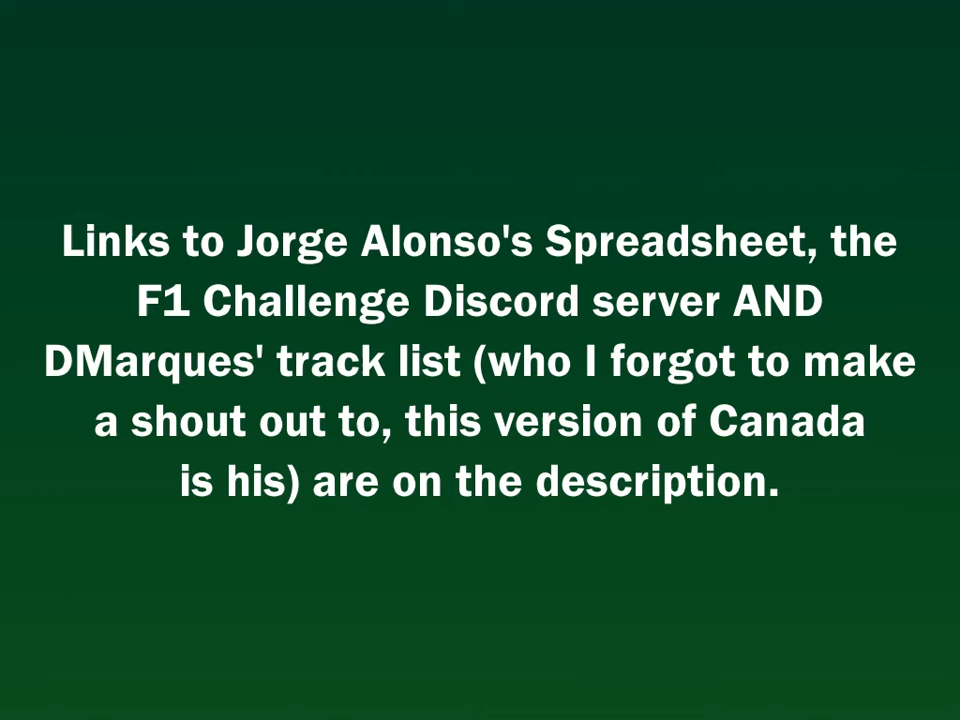 Links to Jorge Alonso's Spreadsheet, the
F1 Challenge Discord server AND
DMarques' track list (who I forgot to make
a shout out to, this version of Canada
is his) are on the description.